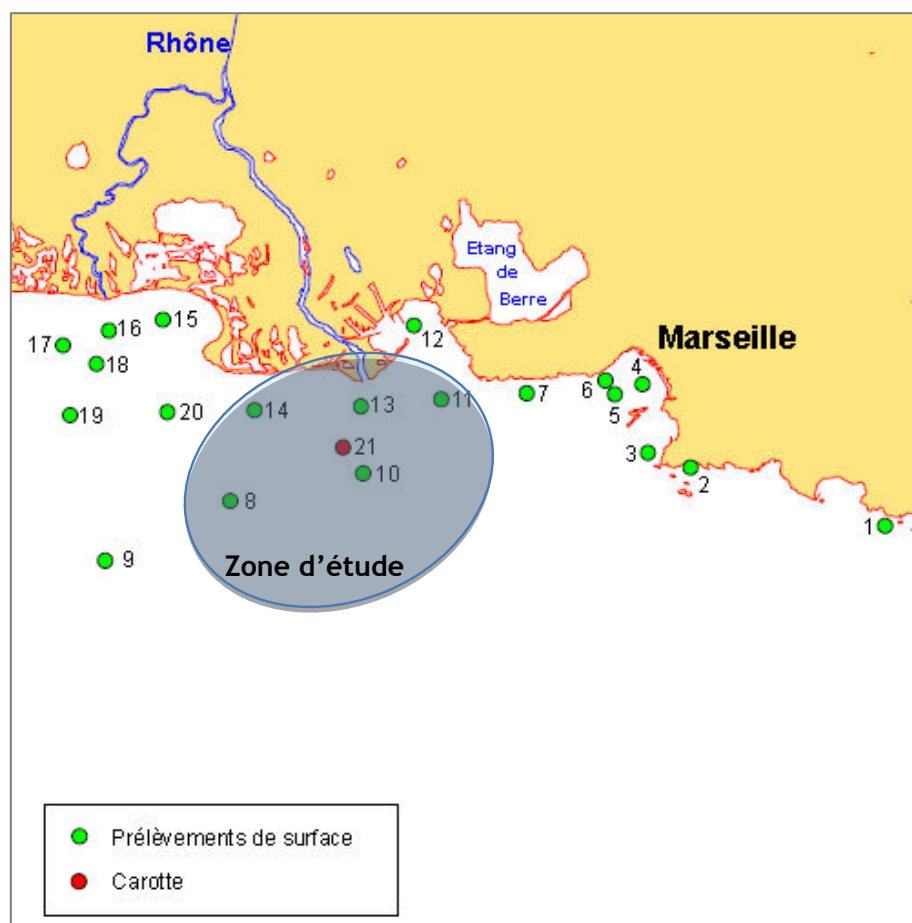 Rhône
Etang
de
Berre
Marseille
15
16
17
18
12
4
6
5
7
11
13
14
20
19
21
3
10
2
8
1
9
Zone d'étude
Prélèvements de surface
Carotte